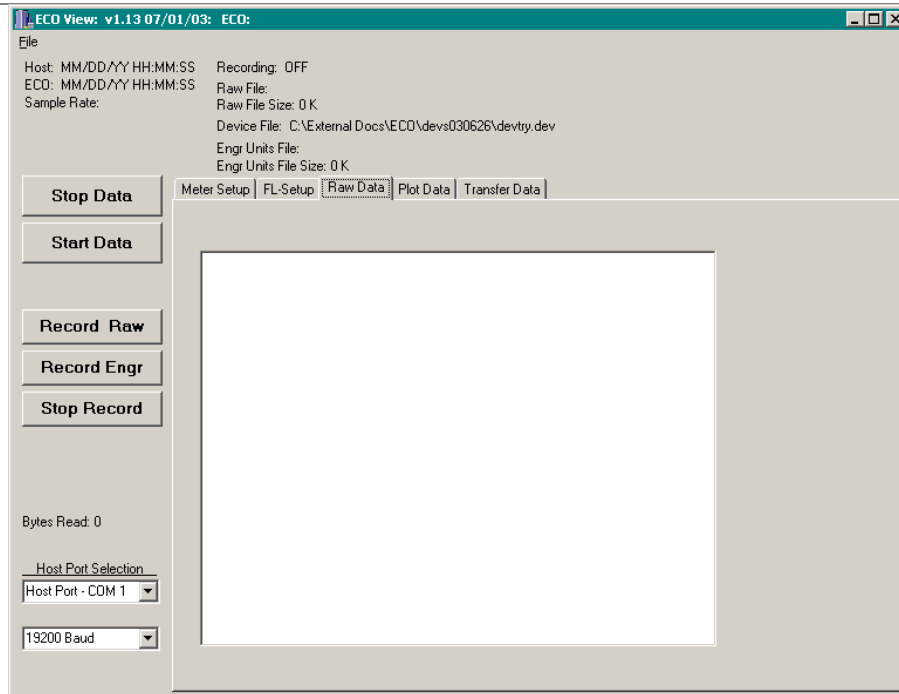 ECO View: v1.13 07/01/03: ECO:
File
Host: MM/DD/YY HH:MM:SS
ECO: MM/DD/YY HH:MM:SS
Sample Rate:
Recording: OFF
Raw File:
Raw File Size: 0 K
Device File: C:\External Docs\ECO\devs030626\devtry.dev
Engr Units File:
Engr Units File Size: 0 K
Stop Data
Start Data
Record Raw
Record Engr
Stop Record
Meter Setup FL-Setup Raw Data Plot Data Transfer Data
Bytes Read: 0
Host Port Selection
Host Port - COM 1
19200 Baud